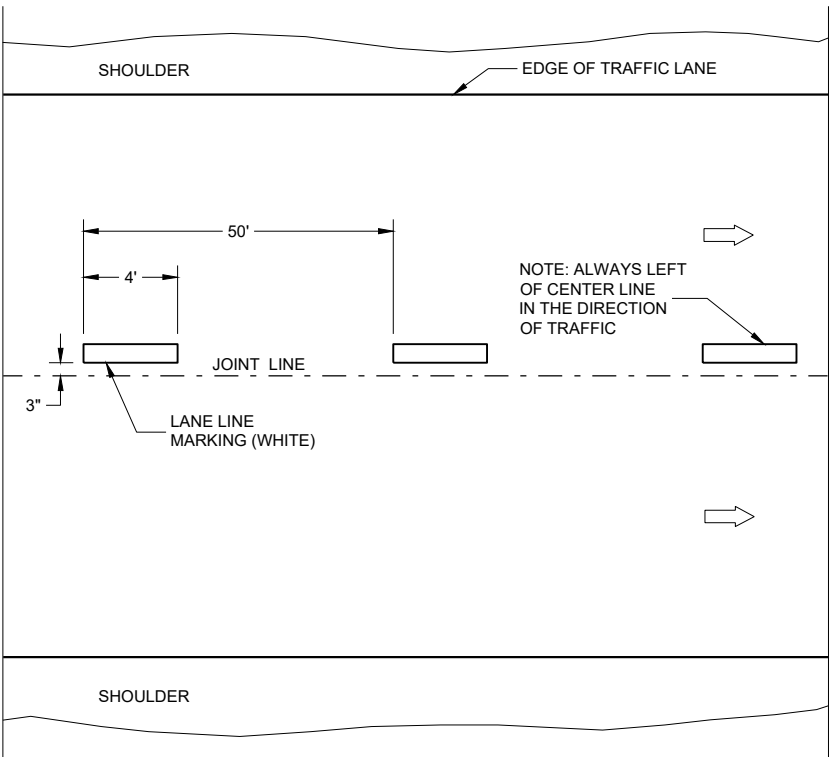 SHOULDER
EDGE OF TRAFFIC LANE
50'
4'
NOTE: ALWAYS LEFT
OF CENTER LINE
IN THE DIRECTION
OF TRAFFIC
JOINT LINE
3"
LANE LINE
MARKING (WHITE)
SHOULDER